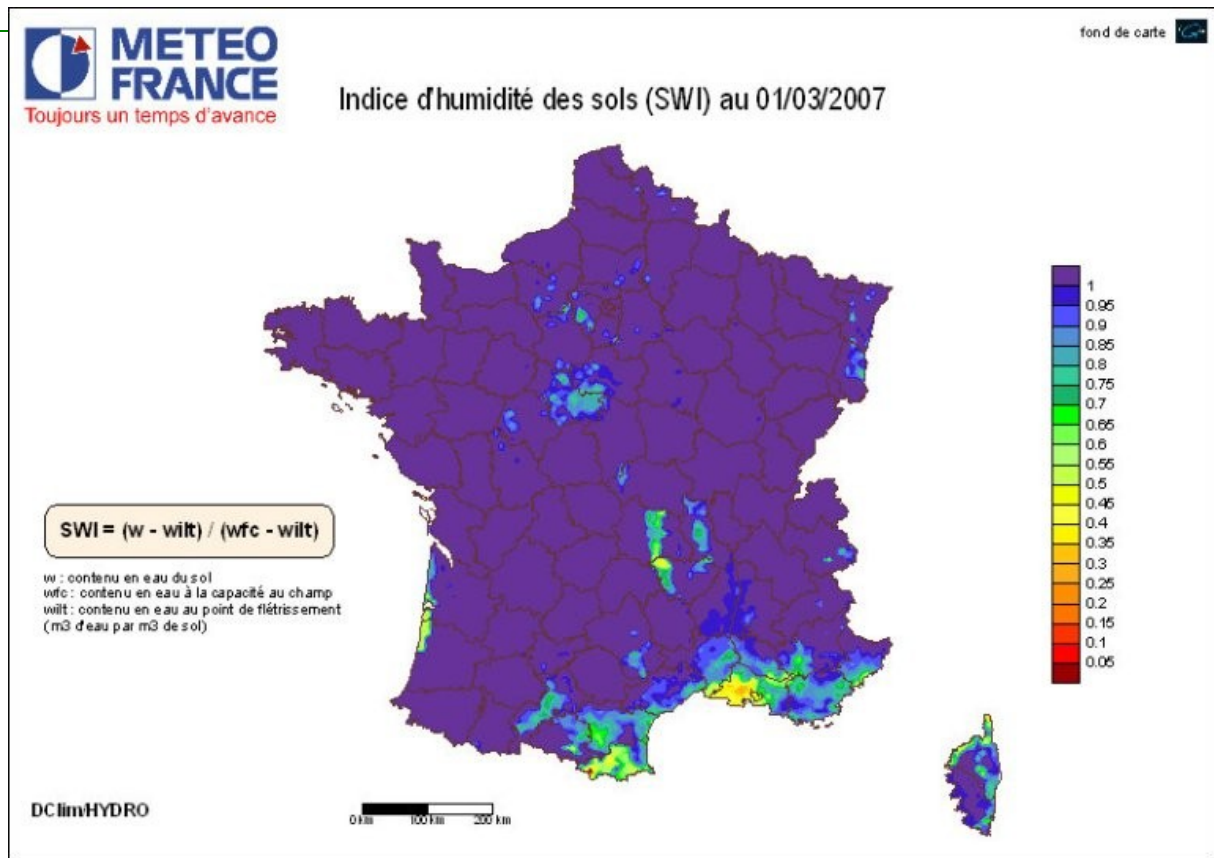 METEO
FRANCE
Toujours un temps d'avance
fond de carte
Indice d'humidité des sols (SWI) au 01/03/2007
1
0.95
0.9
0.85
0.8
0.75
0.7
0.65
0.6
0.55
0.5
0.45
0.4
0.35
0.3
0.25
0.2
0.15
0.1
0.05
SWI = (w - wilt) / (wfc - wilt)
w : contenu en eau du sol
wfc : contenu en eau à la capacité au champ
wilt : contenu en eau au point de flétrissement
(m3 d'eau par m3 de sol)
DClim/HYDRO
0 km 100 km 200 km